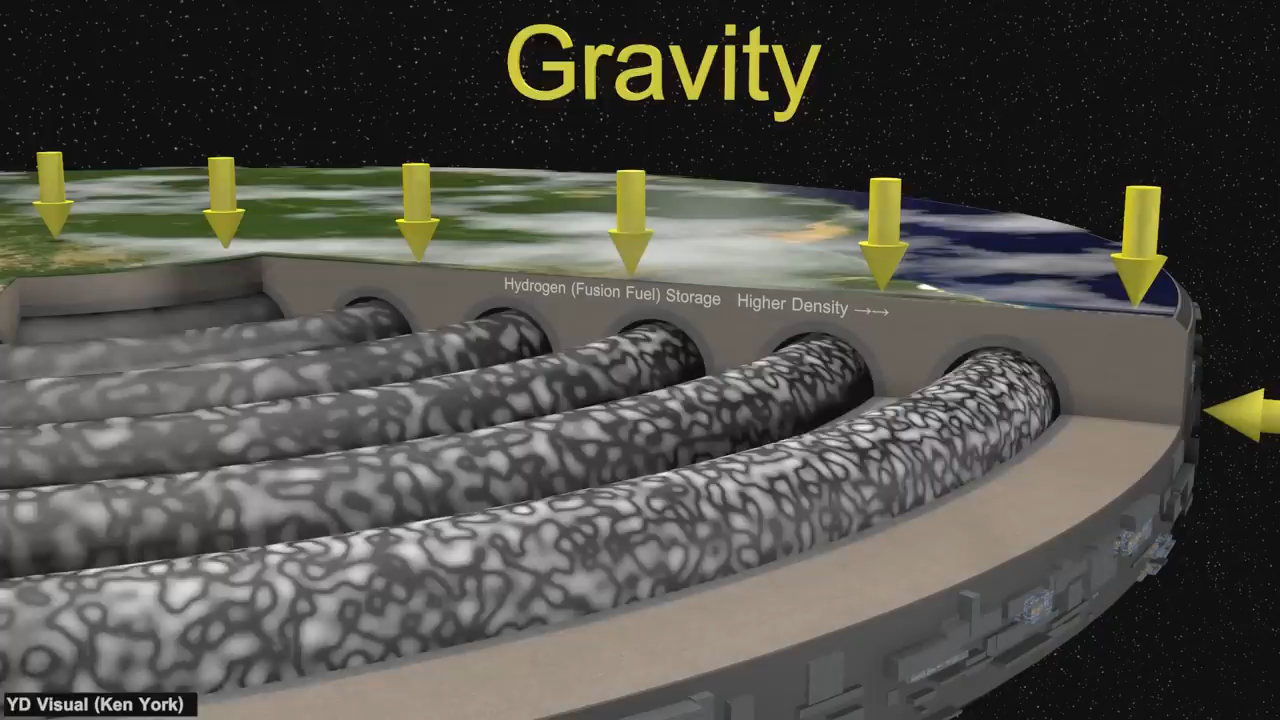 Gravity
Hydrogen (Fusion Fuel) Storage Higher Density →→
YD Visual (Ken York)